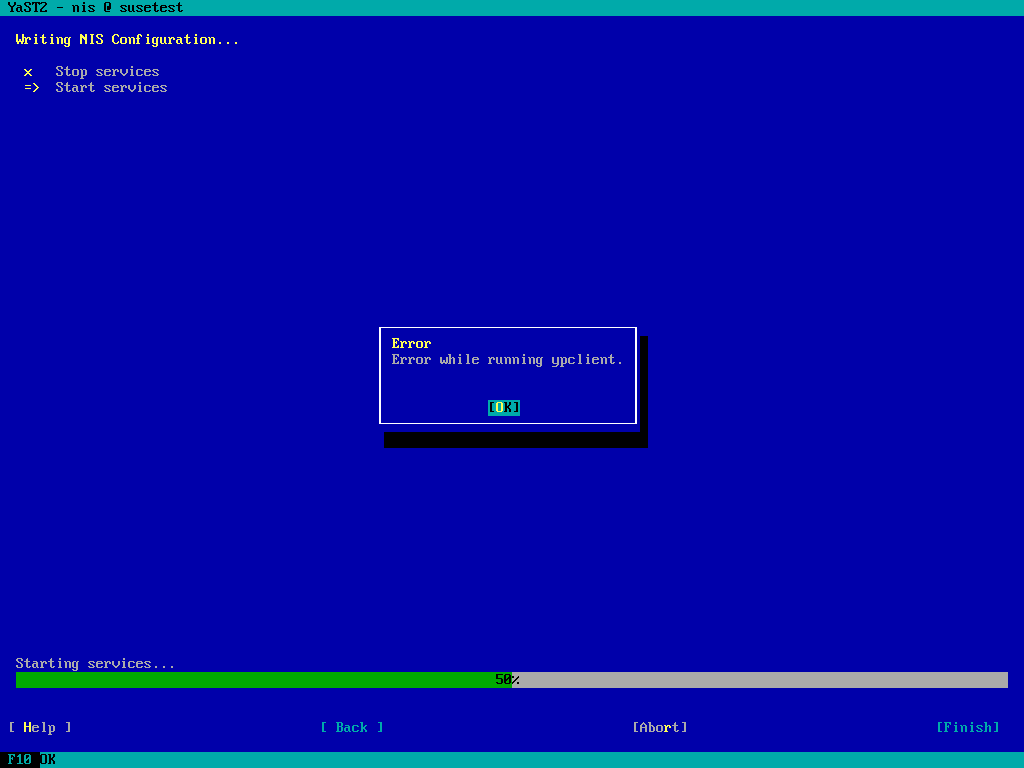 YaST2 - nis @ susetest
Writing NIS Configuration...
x Stop services
=> Start services
Error
Error while running ypclient.
[OK]
Starting services...
50%
[ Help ] [ Back ] [Abort] [Finish]
F10 OK